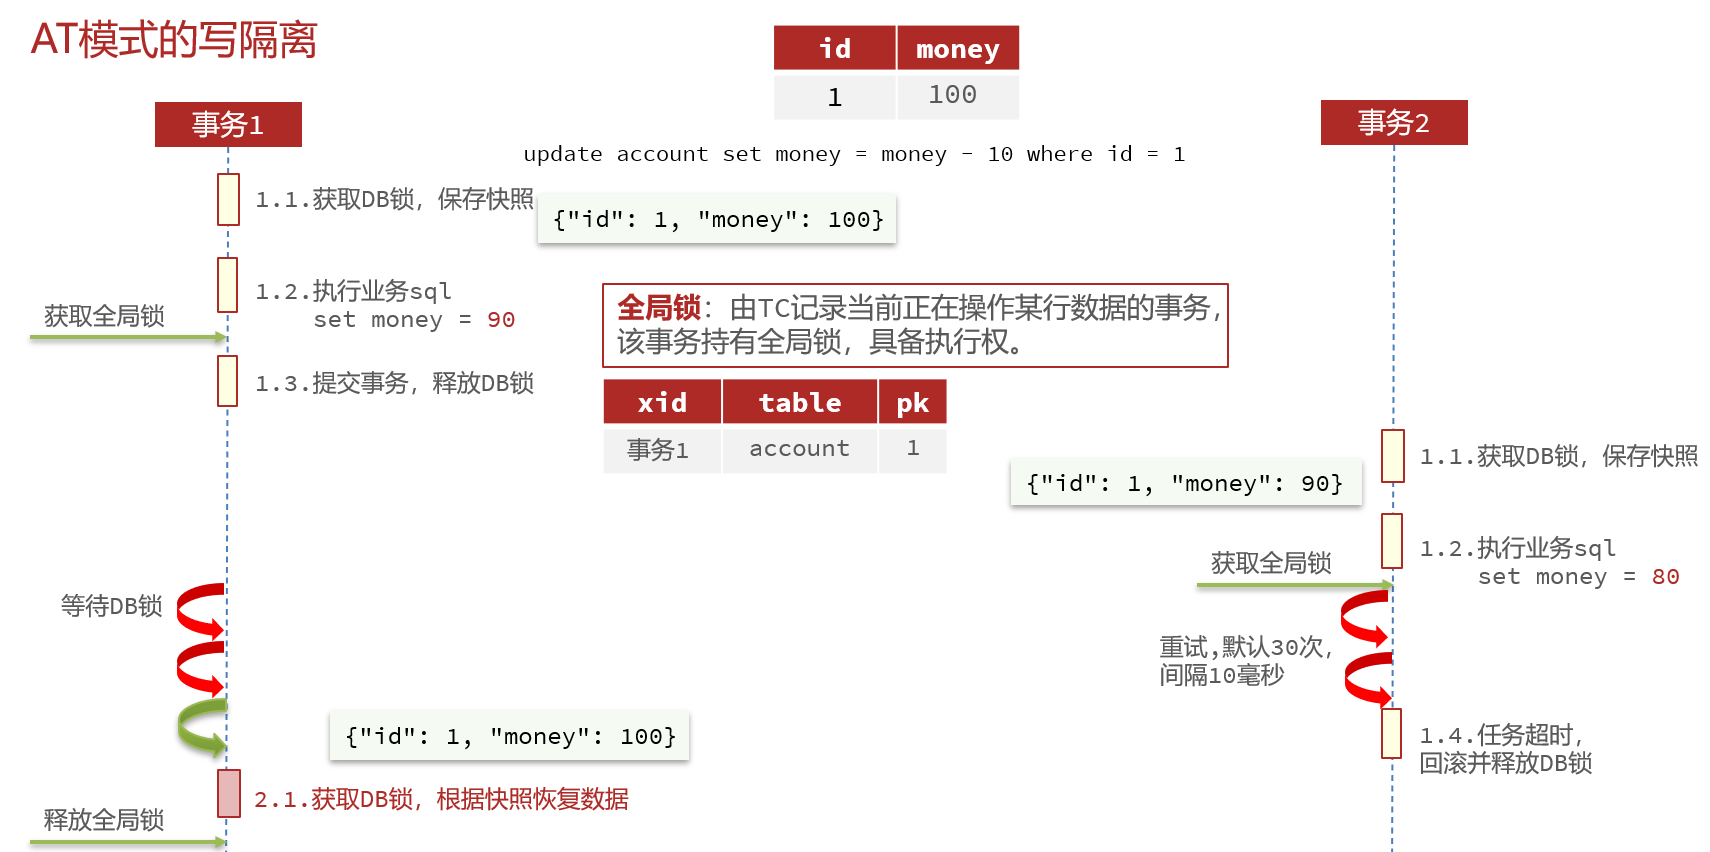 AT模式的写隔离
id money
1 100
事务1
事务2
update account set money = money - 10 where id = 1
1.1.获取DB锁，保存快照
{"id": 1, "money": 100}
1.2.执行业务sql
set money = 90
获取全局锁
全局锁：由TC记录当前正在操作某行数据的事务，
该事务持有全局锁，具备执行权。
1.3.提交事务，释放DB锁
xid table pk
事务1 account 1
1.1.获取DB锁，保存快照
{"id": 1, "money": 90}
1.2.执行业务sql
set money = 80
获取全局锁
等待DB锁
重试,默认30次，
间隔10毫秒
{"id": 1, "money": 100}
1.4.任务超时，
回滚并释放DB锁
2.1.获取DB锁，根据快照恢复数据
释放全局锁